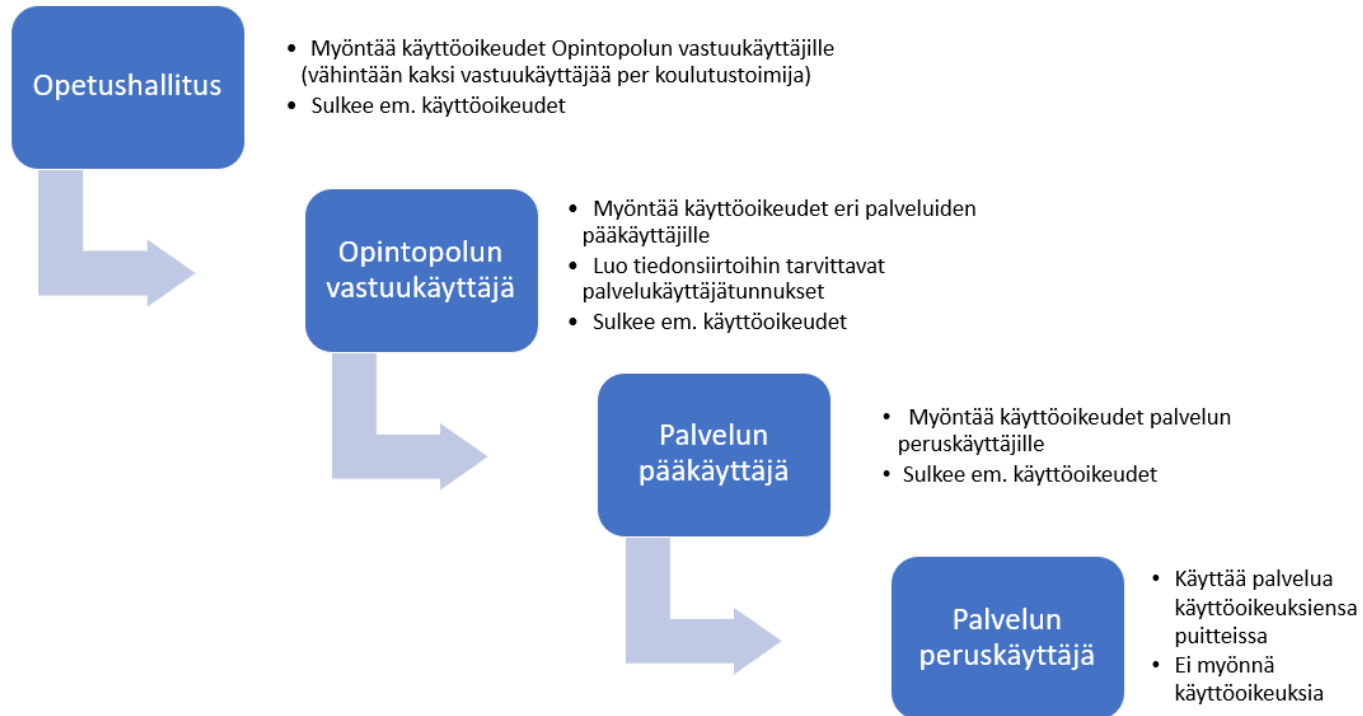 Opetushallitus
• Myöntää käyttöoikeudet Opintopolun vastuukäyttäjille
(vähintään kaksi vastuukäyttäjää per koulutustoimija)
• Sulkee em. käyttöoikeudet
Opintopolun
vastuukäyttäjä
• Myöntää käyttöoikeudet eri palveluiden
pääkäyttäjille
• Luo tiedonsiirtoihin tarvittavat
palvelukäyttäjätunnukset
• Sulkee em. käyttöoikeudet
Palvelun
pääkäyttäjä
• Myöntää käyttöoikeudet palvelun
peruskäyttäjille
• Sulkee em. käyttöoikeudet
Palvelun
peruskäyttäjä
• Käyttää palvelua
käyttöoikeuksiensa
puitteissa
• Ei myönnä
käyttöoikeuksia